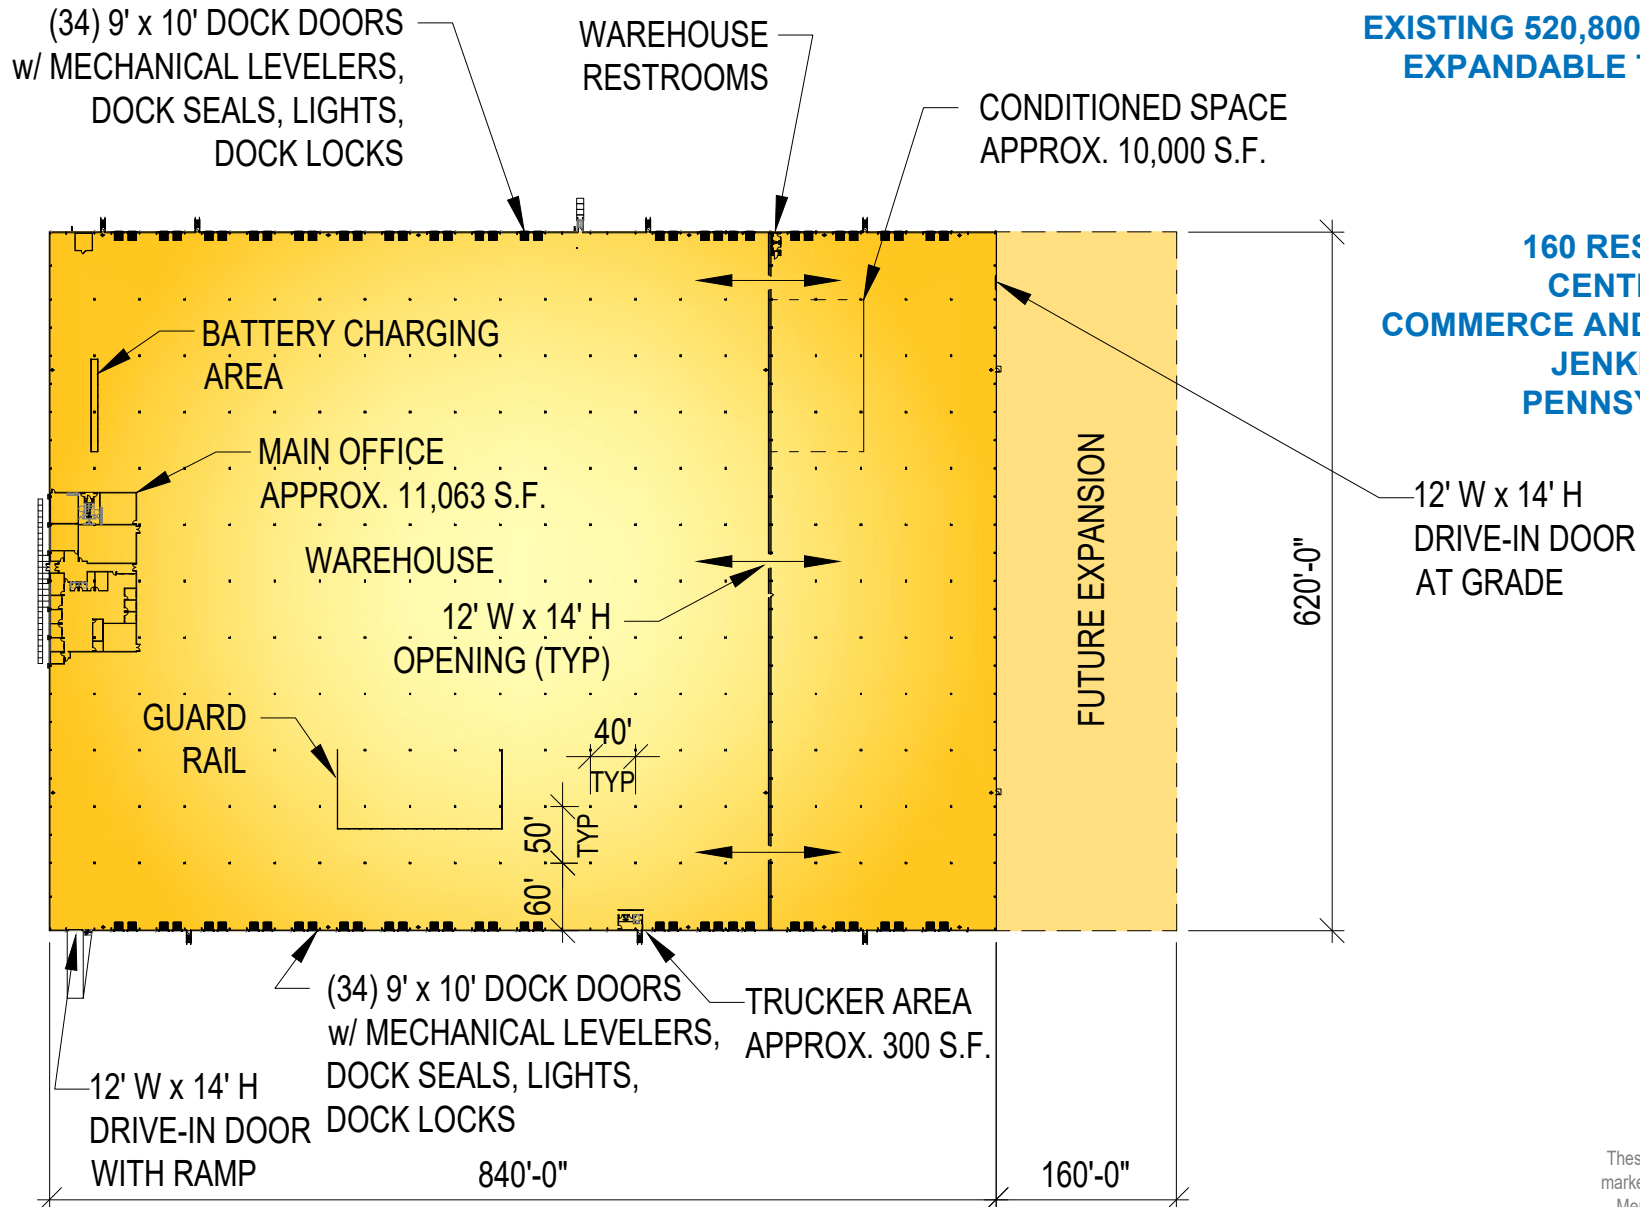 (34) 9' x 10' DOCK DOORS
w/ MECHANICAL LEVELERS,
DOCK SEALS, LIGHTS,
DOCK LOCKS
WAREHOUSE
RESTROOMS
CONDITIONED SPACE
APPROX. 10,000 S.F.
EXISTING 520,800
EXPANDABLE
160
CENT
COMMERCE AND
JENK
PENNSY
BATTERY CHARGING
AREA
MAIN OFFICE
APPROX. 11,063 S.F.
WAREHOUSE
12' W x 14' H
OPENING (TYP)
GUARD
RAIL
40'
TYP
50'
TYP
60'
FUTURE EXPANSION
620'-0"
12' W x 14' H
DRIVE-IN DOOR
AT GRADE
(34) 9' x 10' DOCK DOORS
w/ MECHANICAL LEVELERS,
DOCK SEALS, LIGHTS,
DOCK LOCKS
TRUCKER AREA
APPROX. 300 S.F.
12' W x 14' H
DRIVE-IN DOOR
WITH RAMP
840'-0"
160'-0"
Thes
marke